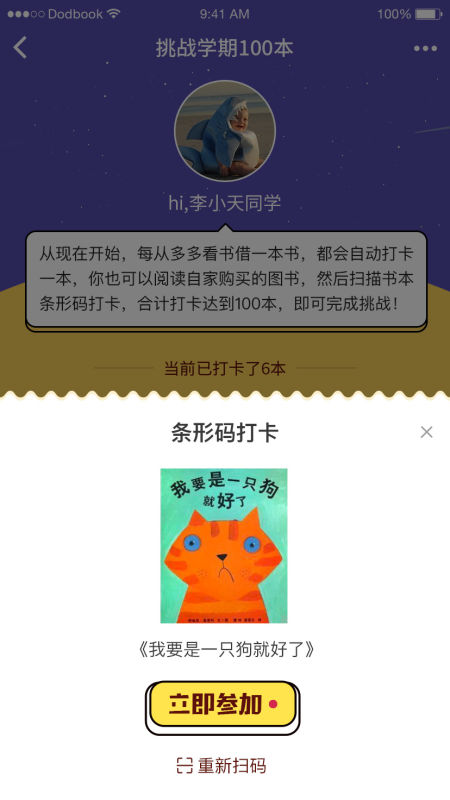 Dodbook 9:41 AM 100%
挑战学期100本
hi,李小天同学
从现在开始，每从多多看书借一本书，都会自动打卡
一本，你也可以阅读自家购买的图书，然后扫描书本
条形码打卡，合计打卡达到100本，即可完成挑战！
当前已打卡了6本
条形码打卡
我要是一只狗
就好了
《我要是一只狗就好了》
立即参加
重新扫码